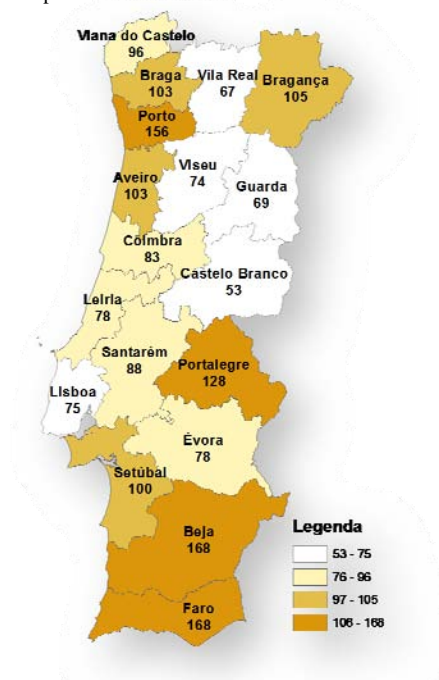 Viana do Castelo
96
Braga
103
Vila Real
67
Bragança
105
Porto
156
Viseu
74
Aveiro
103
Guarda
69
Coimbra
83
Castelo Branco
53
Leiria
78
Santarém
88
Portalegre
128
Lisboa
75
Évora
78
Setúbal
100
Beja
168
Faro
168
Legenda
53 - 75
76 - 96
97 - 105
106 - 168